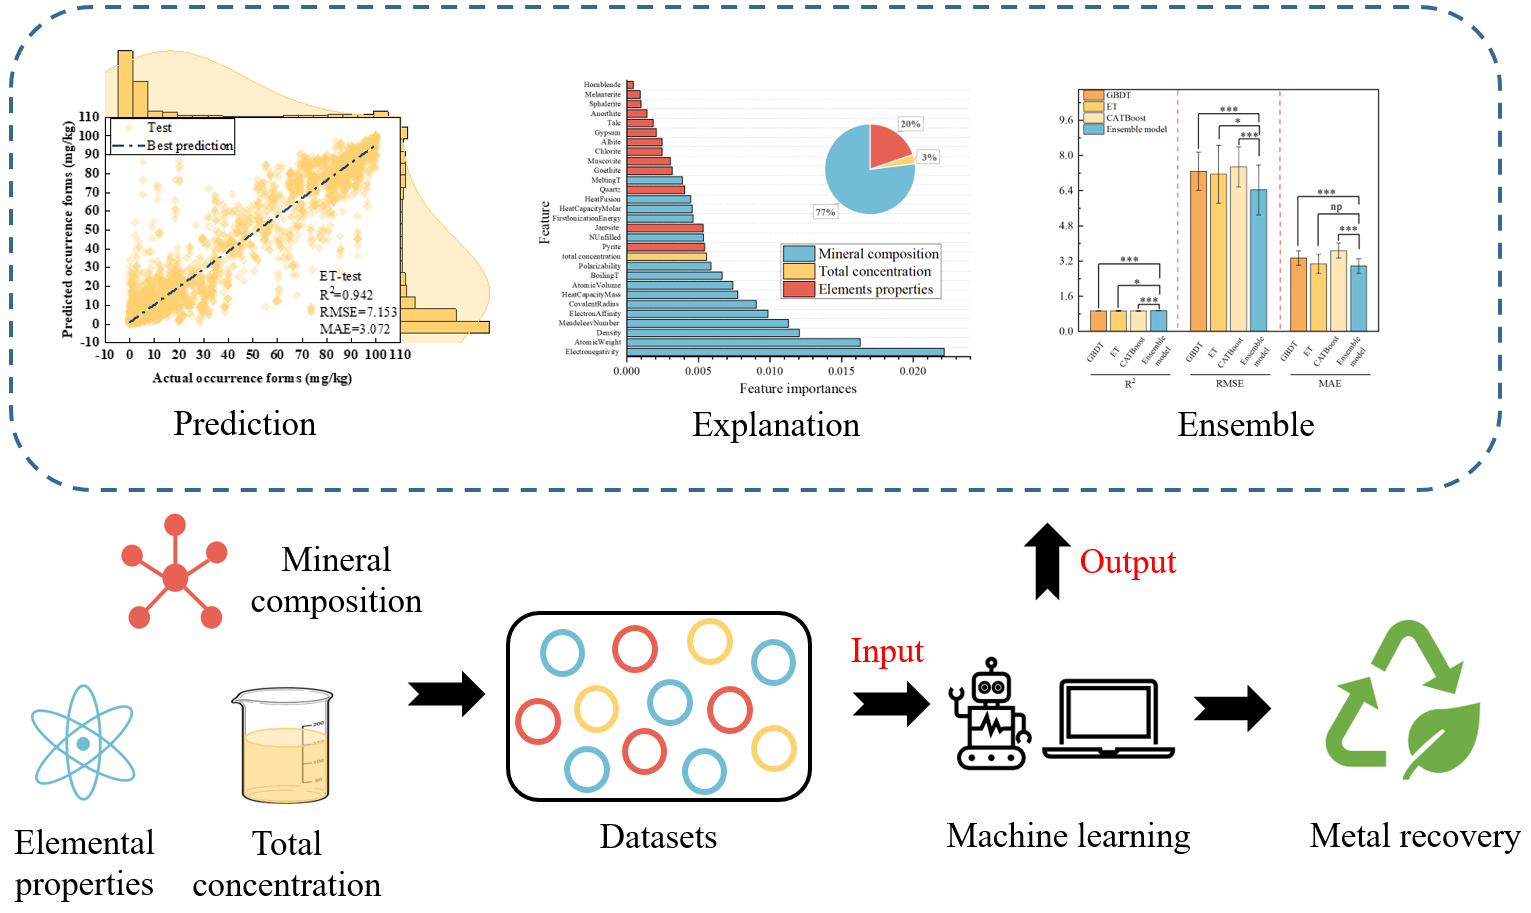 110
100
90
80
70
60
50
40
30
20
10
0
-10
Predicted occurrence forms (mg/kg)
Test
Best prediction
ET-test
R²=0.942
RMSE=7.153
MAE=3.072
-10 0 10 20 30 40 50 60 70 80 90 100 110
Actual occurrence forms (mg/kg)
Prediction
Feature
Hornblende
Melanterite
Sphalerite
Anorthite
Talc
Gypsum
Albite
Chlorite
Muscovite
Goethite
MeltingT
Quartz
HeatFusion
HeatCapacityMolar
FirstIonizationEnergy
Jarosite
NUnfilled
Pyrite
total concentration
Polarizability
BoilingT
AtomicVolume
HeatCapacityMass
CovalentRadius
ElectronAffinity
MendeleevNumber
Density
AtomicWeight
Electronegativity
20%
3%
77%
Mineral composition
Total concentration
Elements properties
0.000 0.005 0.010 0.015 0.020
Feature importances
Explanation
GBDT
ET
CATBoost
Ensemble model
9.6
8.0
6.4
4.8
3.2
1.6
0.0
*** * ***
*** * ***
*** np ***
GBDT ET CATBoost Ensemble model
GBDT ET CATBoost Ensemble model
GBDT ET CATBoost Ensemble model
R² RMSE MAE
Ensemble
Mineral
composition
Output
Input
200
100
50
Elemental
properties
Total
concentration
Datasets
Machine learning
Metal recovery